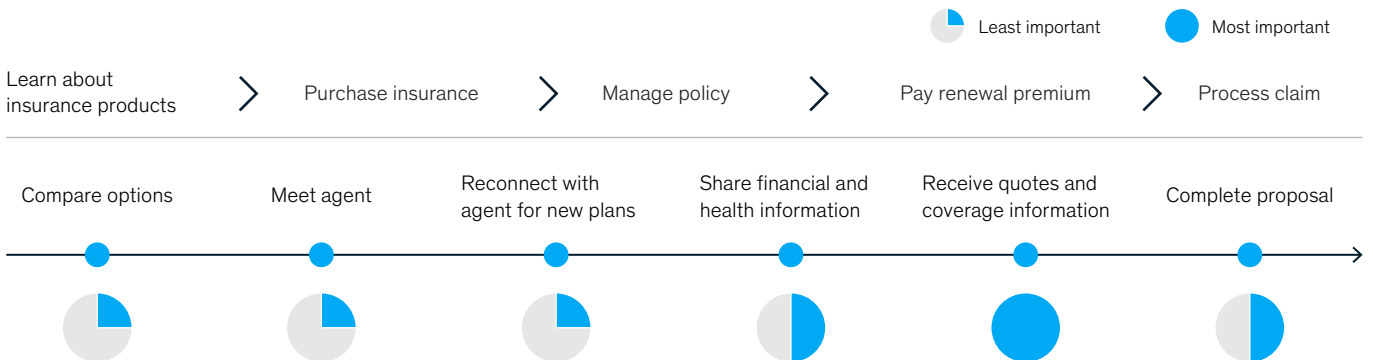 Least important
Most important
Learn about
insurance products
Purchase insurance
Manage policy
Pay renewal premium
Process claim
Compare options
Meet agent
Reconnect with
agent for new plans
Share financial and
health information
Receive quotes and
coverage information
Complete proposal